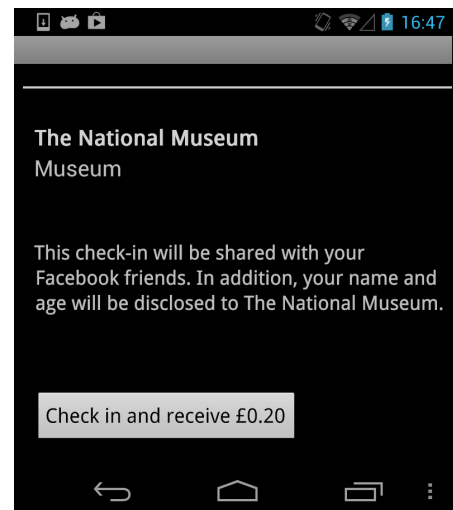 16:47
The National Museum
Museum
This check-in will be shared with your
Facebook friends. In addition, your name and
age will be disclosed to The National Museum.
Check in and receive £0.20